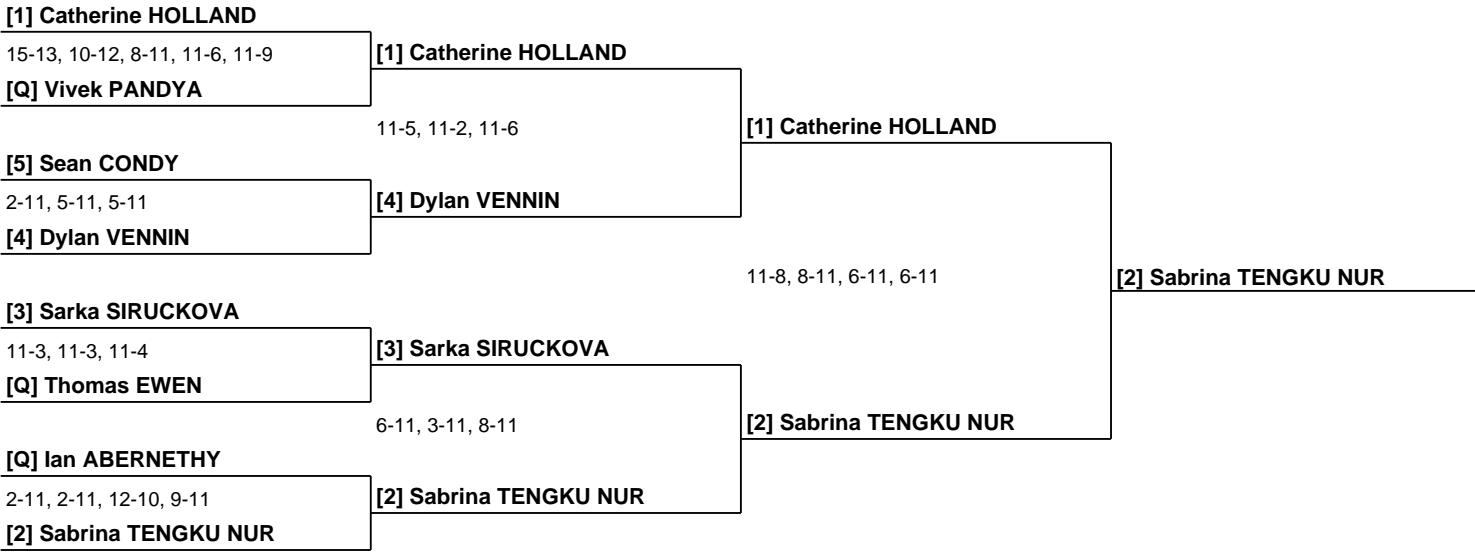 [1] Catherine HOLLAND
15-13, 10-12, 8-11, 11-6, 11-9
[1] Catherine HOLLAND
[Q] Vivek PANDYA
11-5, 11-2, 11-6
[1] Catherine HOLLAND
[5] Sean CONDY
2-11, 5-11, 5-11
[4] Dylan VENNIN
[4] Dylan VENNIN
11-8, 8-11, 6-11, 6-11
[2] Sabrina TENGKU NUR
[3] Sarka SIRUCKOVA
11-3, 11-3, 11-4
[3] Sarka SIRUCKOVA
[Q] Thomas EWEN
6-11, 3-11, 8-11
[2] Sabrina TENGKU NUR
[Q] Ian ABERNETHY
2-11, 2-11, 12-10, 9-11
[2] Sabrina TENGKU NUR
[2] Sabrina TENGKU NUR